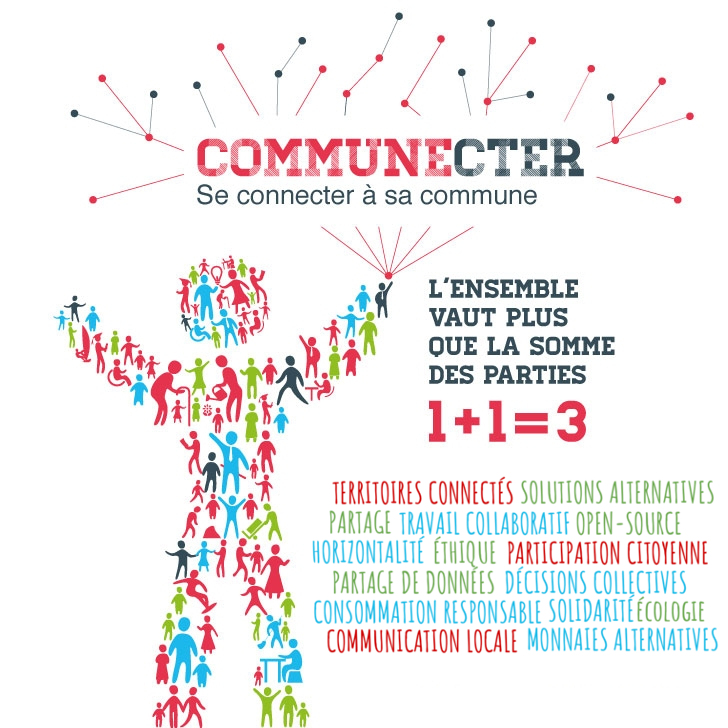 COMMUNECTER
Se connecter à sa commune
L'ENSEMBLE
VAUT PLUS
QUE LA SOMME
DES PARTIES
1+1=3
TERRITOIRES CONNECTÉS SOLUTIONS ALTERNATIVES
PARTAGE TRAVAIL COLLABORATIF OPEN-SOURCE
HORIZONTALITÉ ÉTHIQUE PARTICIPATION CITOYENNE
PARTAGE DE DONNÉES DÉCISIONS COLLECTIVES
CONSOMMATION RESPONSABLE SOLIDARITÉ ÉCOLOGIE
COMMUNICATION LOCALE MONNAIES ALTERNATIVES